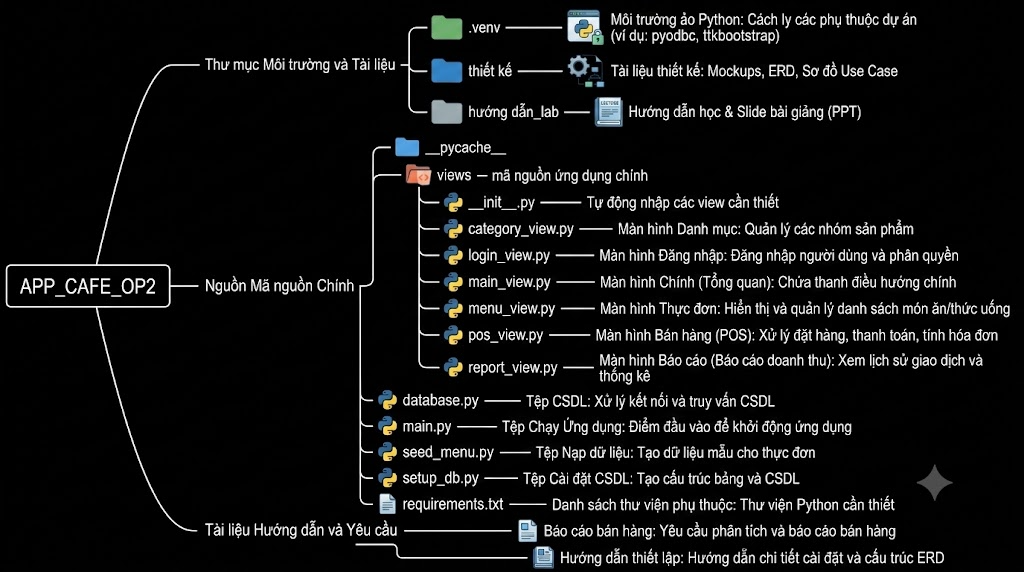 .venv
Môi trường ảo Python: Cách ly các phụ thuộc dự án
(ví dụ: pyodbc, ttkbootstrap)
Thư mục Môi trường và Tài liệu
thiết kế
Tài liệu thiết kế: Mockups, ERD, Sơ đồ Use Case
hướng dẫn_lab
LECTURE
Hướng dẫn học & Slide bài giảng (PPT)
__pycache__
views
mã nguồn ứng dụng chính
__init__.py
Tự động nhập các view cần thiết
category_view.py
Màn hình Danh mục: Quản lý các nhóm sản phẩm
login_view.py
Màn hình Đăng nhập: Đăng nhập người dùng và phân quyền
APP_CAFE_OP2
Nguồn Mã nguồn Chính
main_view.py
Màn hình Chính (Tổng quan): Chứa thanh điều hướng chính
menu_view.py
Màn hình Thực đơn: Hiển thị và quản lý danh sách món ăn/thức uống
pos_view.py
Màn hình Bán hàng (POS): Xử lý đặt hàng, thanh toán, tính hóa đơn
report_view.py
Màn hình Báo cáo (Báo cáo doanh thu): Xem lịch sử giao dịch và
thống kê
database.py
Tệp CSDL: Xử lý kết nối và truy vấn CSDL
main.py
Tệp Chạy Ứng dụng: Điểm đầu vào để khởi động ứng dụng
seed_menu.py
Tệp Nạp dữ liệu: Tạo dữ liệu mẫu cho thực đơn
setup_db.py
Tệp Cài đặt CSDL: Tạo cấu trúc bảng và CSDL
requirements.txt
Danh sách thư viện phụ thuộc: Thư viện Python cần thiết
Tài liệu Hướng dẫn và Yêu cầu
Báo cáo bán hàng: Yêu cầu phân tích và báo cáo bán hàng
Hướng dẫn thiết lập: Hướng dẫn chi tiết cài đặt và cấu trúc ERD